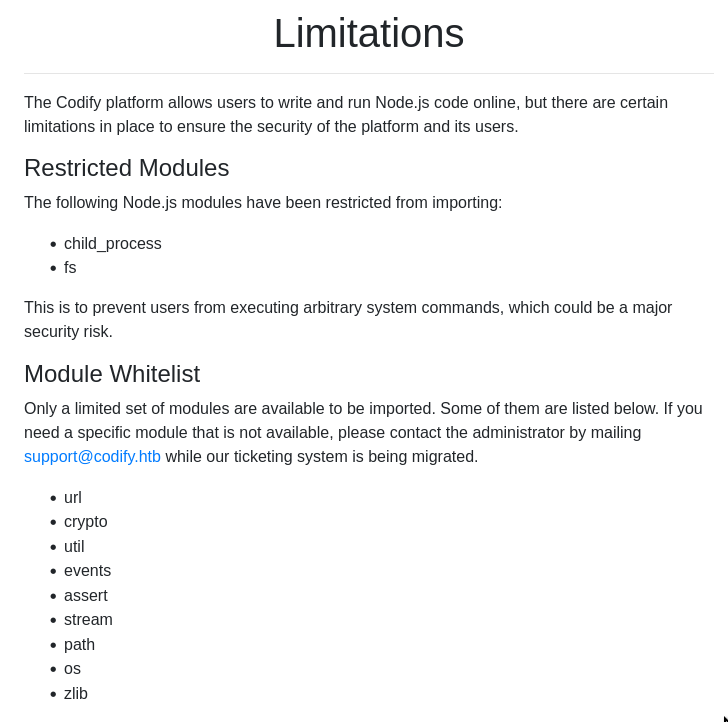 Limitations
The Codify platform allows users to write and run Node.js code online, but there are certain
limitations in place to ensure the security of the platform and its users.
Restricted Modules
The following Node.js modules have been restricted from importing:
• child_process
• fs
This is to prevent users from executing arbitrary system commands, which could be a major
security risk.
Module Whitelist
Only a limited set of modules are available to be imported. Some of them are listed below. If you
need a specific module that is not available, please contact the administrator by mailing
support@codify.htb while our ticketing system is being migrated.
• url
• crypto
• util
• events
• assert
• stream
• path
• os
• zlib